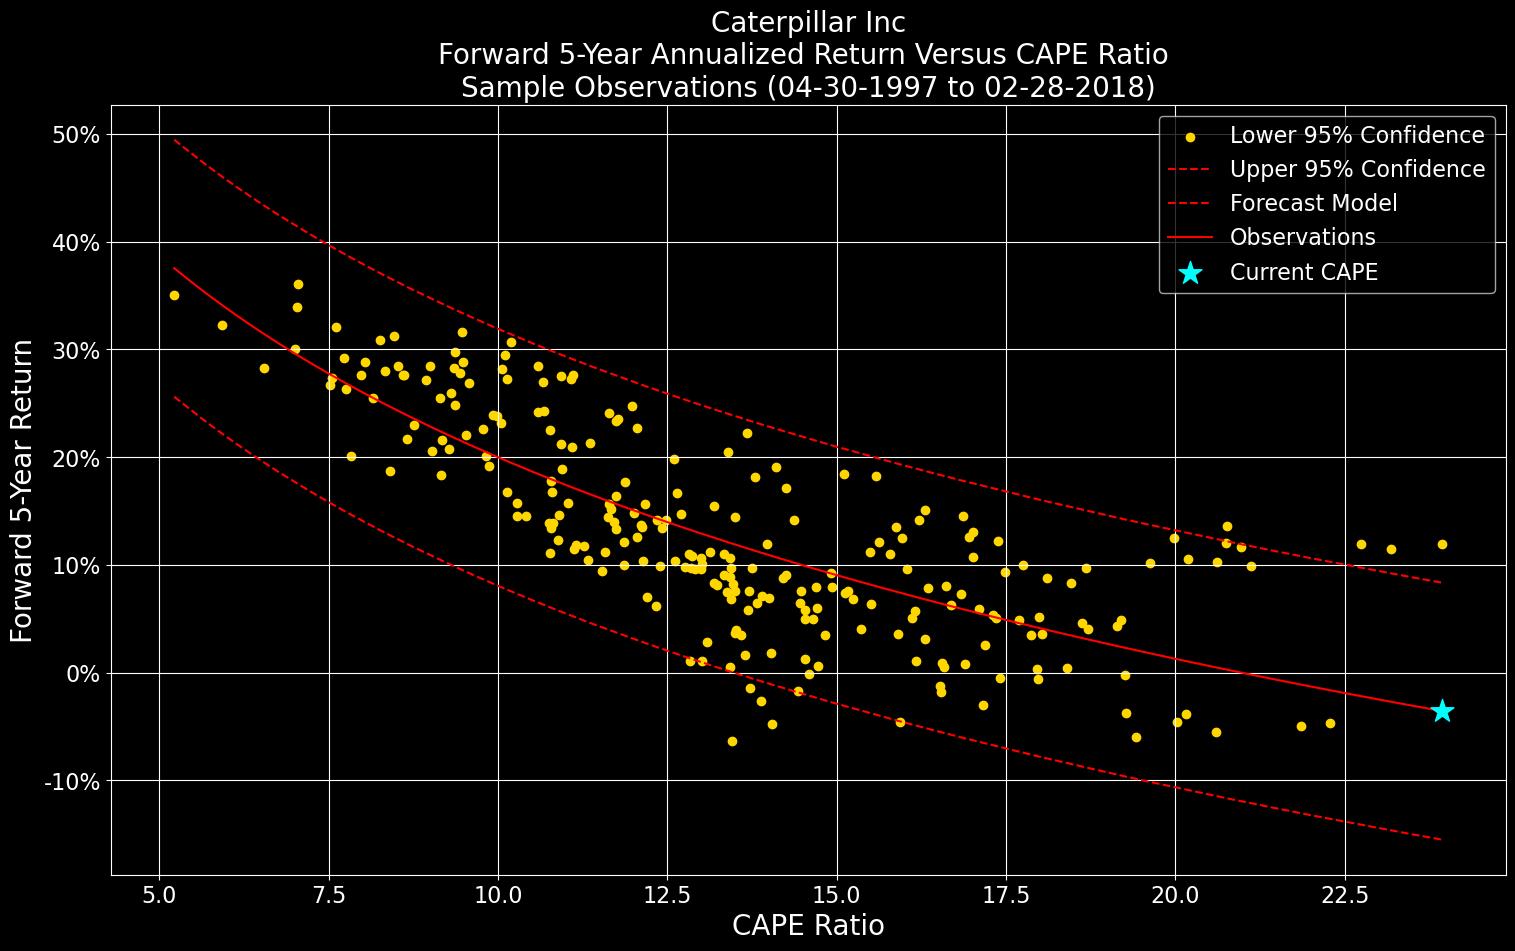 Caterpillar Inc
Forward 5-Year Annualized Return Versus CAPE Ratio
Sample Observations (04-30-1997 to 02-28-2018)
Lower 95% Confidence
Upper 95% Confidence
Forecast Model
Observations
Current CAPE
Forward 5-Year Return
50%
40%
30%
20%
10%
0%
-10%
5.0 7.5 10.0 12.5 15.0 17.5 20.0 22.5
CAPE Ratio